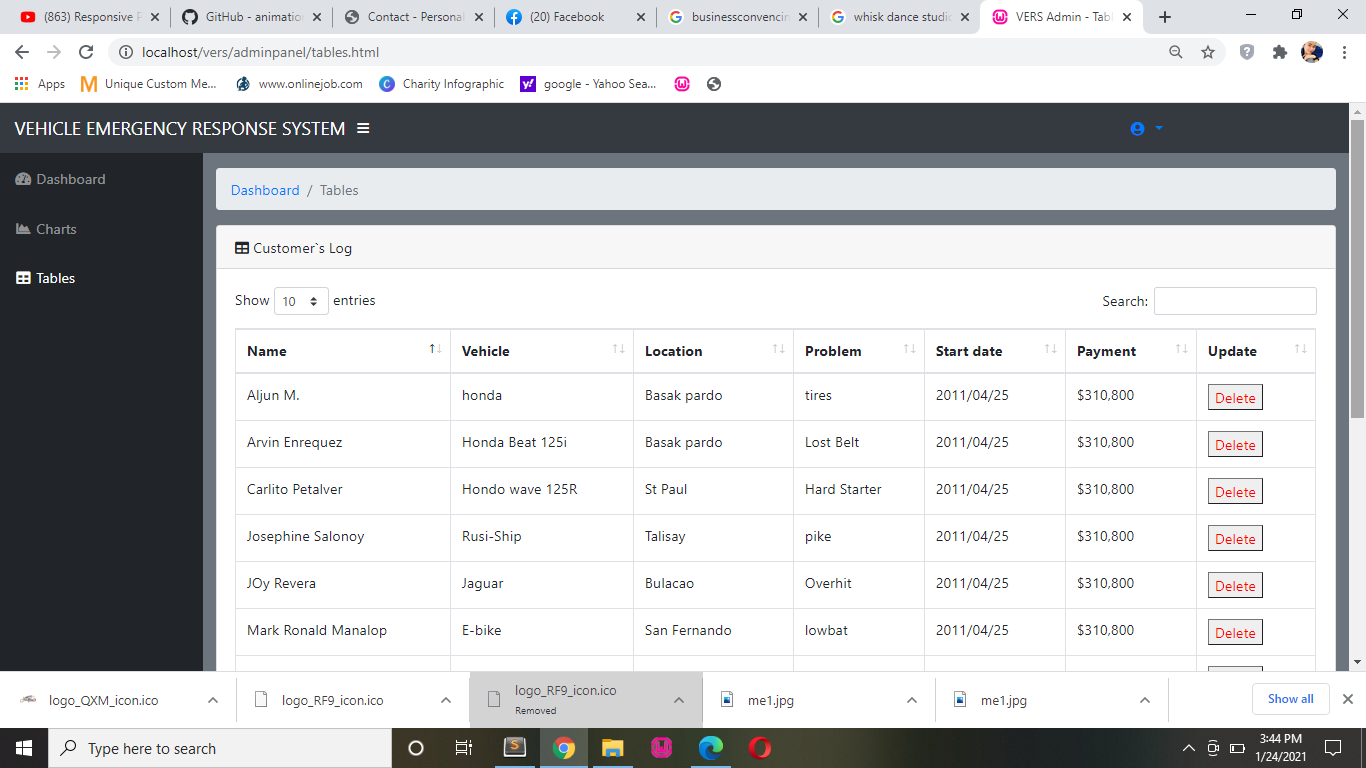 (863) Responsive P
GitHub - animatio
Contact - Personal
(20) Facebook
businessconvencin
whisk dance studio
VERS Admin - Tab
localhost/vers/adminpanel/tables.html
Apps
Unique Custom Me...
www.onlinejob.com
Charity Infographic
google - Yahoo Sea...
VEHICLE EMERGENCY RESPONSE SYSTEM
Dashboard
Charts
Tables
Dashboard / Tables
Customer`s Log
Show 10 entries
Search:
Name Vehicle Location Problem Start date Payment Update
Aljun M. honda Basak pardo tires 2011/04/25 $310,800 Delete
Arvin Enrequez Honda Beat 125i Basak pardo Lost Belt 2011/04/25 $310,800 Delete
Carlito Petalver Hondo wave 125R St Paul Hard Starter 2011/04/25 $310,800 Delete
Josephine Salonoy Rusi-Ship Talisay pike 2011/04/25 $310,800 Delete
JOy Revera Jaguar Bulacao Overhit 2011/04/25 $310,800 Delete
Mark Ronald Manalop E-bike San Fernando lowbat 2011/04/25 $310,800 Delete
logo_QXM_icon.ico
logo_RF9_icon.ico
logo_RF9_icon.ico
Removed
me1.jpg
me1.jpg
Show all
Type here to search
3:44 PM
1/24/2021